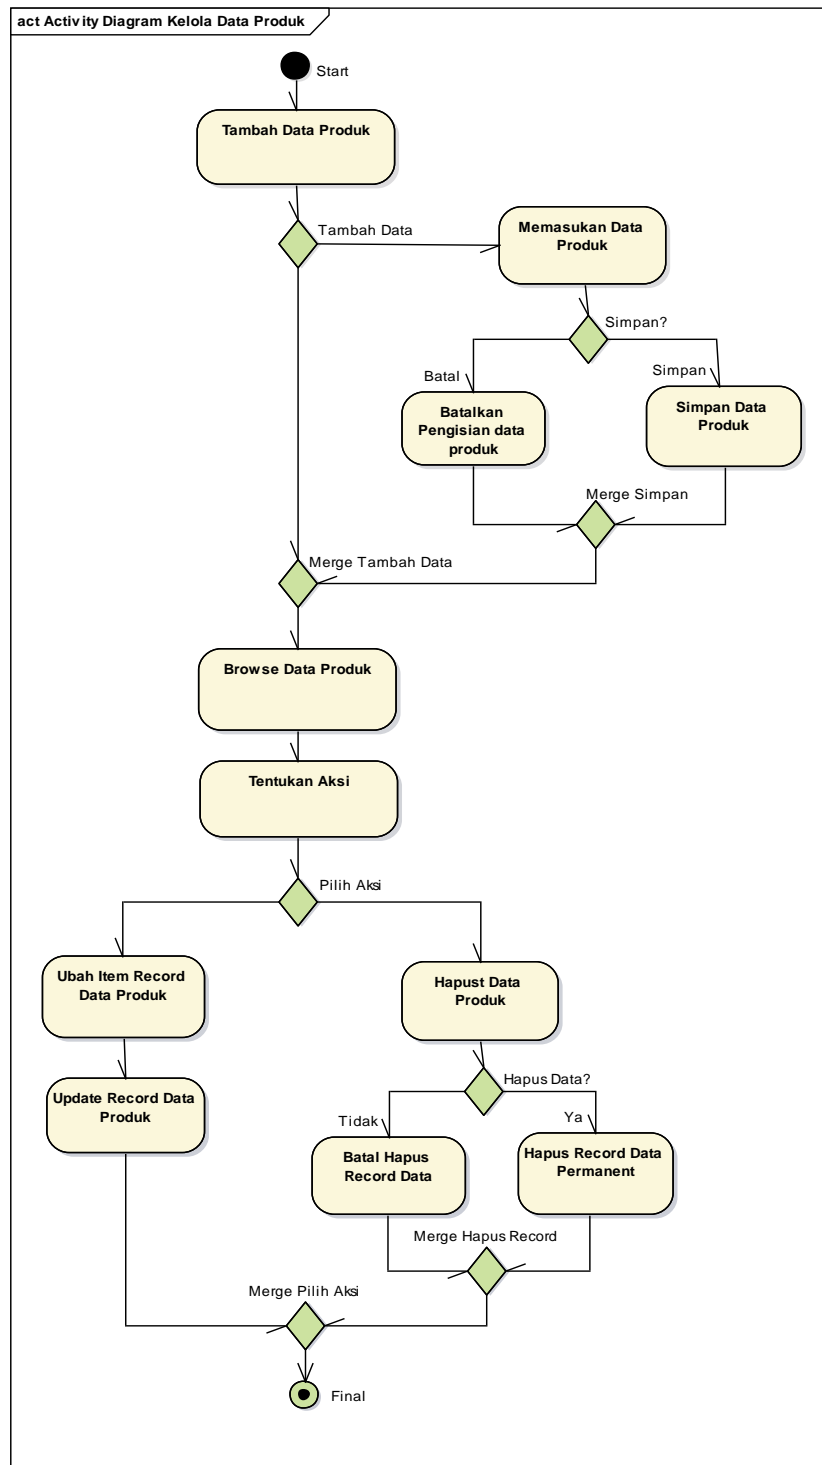 act Activity Diagram Kelola Data Produk
Start
Tambah Data Produk
Tambah Data
Memasukan Data
Produk
Simpan?
Batal
Simpan
Batalkan
Pengisian data
produk
Simpan Data
Produk
Merge Simpan
Merge Tambah Data
Browse Data Produk
Tentukan Aksi
Pilih Aksi
Ubah Item Record
Data Produk
Hapust Data
Produk
Update Record Data
Produk
Hapus Data?
Tidak
Ya
Batal Hapus
Record Data
Hapus Record Data
Permanent
Merge Hapus Record
Merge Pilih Aksi
Final